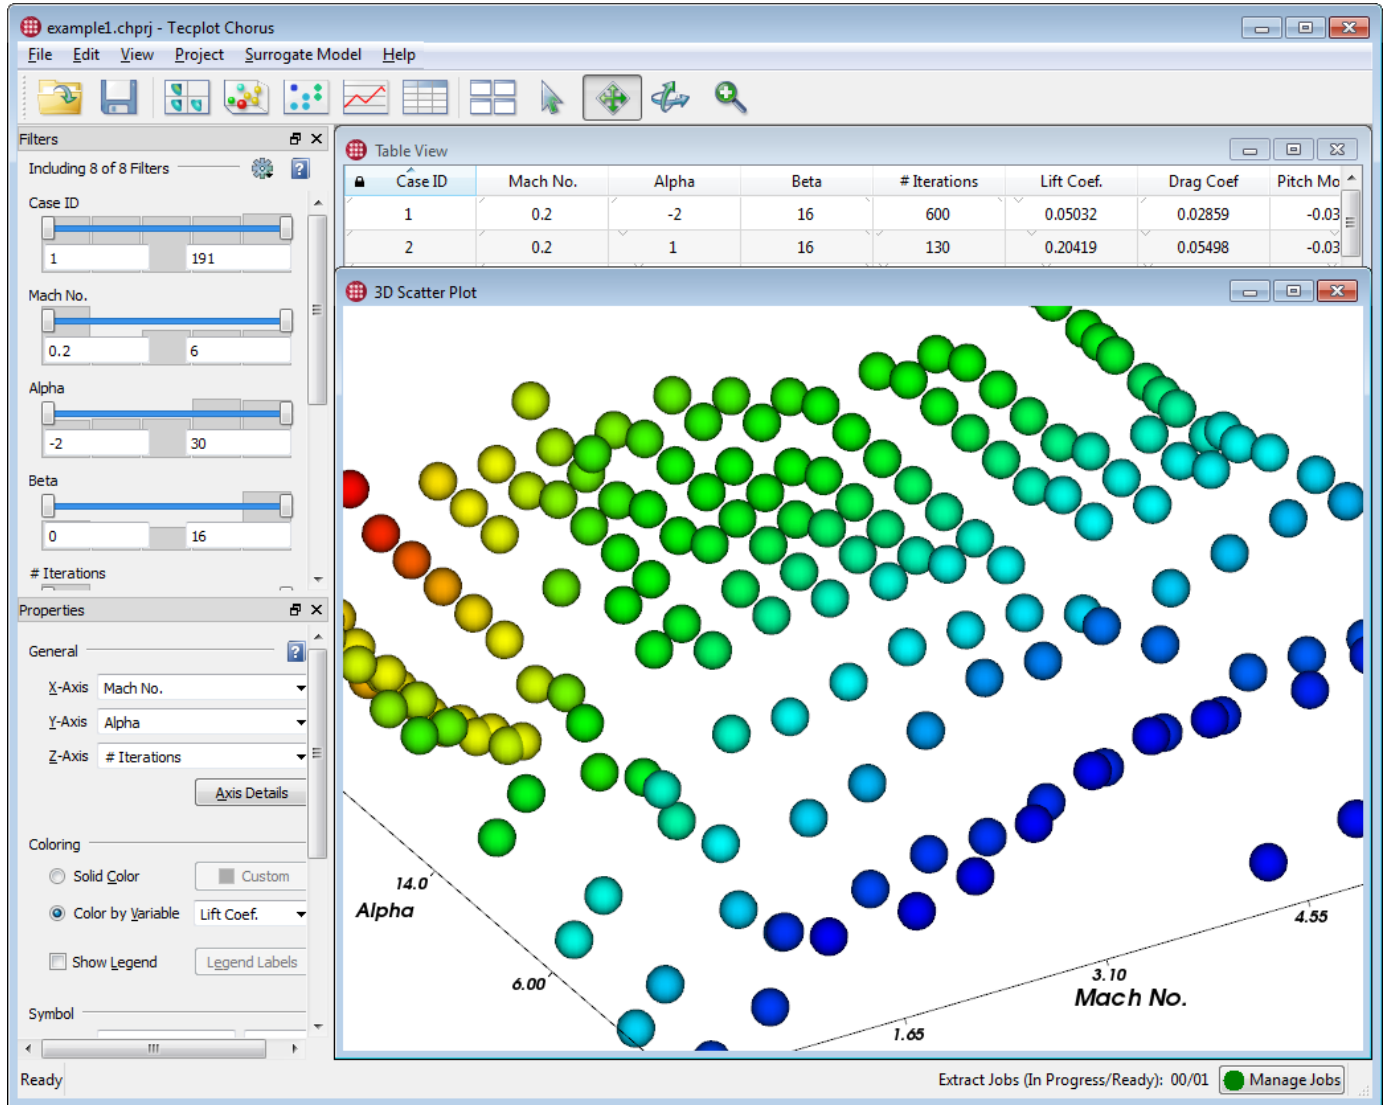 example1.chprj - Tecplot Chorus
File Edit View Project Surrogate Model Help
Filters
Including 8 of 8 Filters
Case ID
1 191
Mach No.
0.2 6
Alpha
-2 30
Beta
0 16
# Iterations
Properties
General
X-Axis Mach No.
Y-Axis Alpha
Z-Axis # Iterations
Axis Details
Coloring
Solid Color Custom
Color by Variable Lift Coef.
Show Legend Legend Labels
Symbol
Table View
Case ID Mach No. Alpha Beta # Iterations Lift Coef. Drag Coef Pitch Mo
1 0.2 -2 16 600 0.05032 0.02859 -0.03
2 0.2 1 16 130 0.20419 0.05498 -0.03
3D Scatter Plot
14.0
Alpha
6.00
4.55
3.10
Mach No.
1.65
Ready
Extract Jobs (In Progress/Ready): 00/01 Manage Jobs